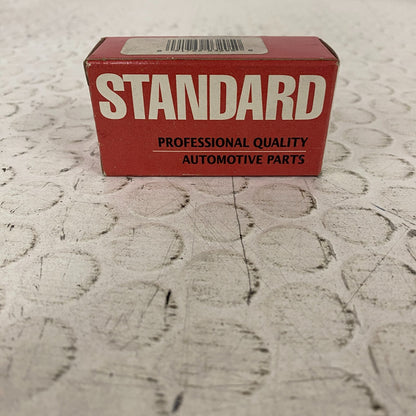 STANDARD
PROFESSIONAL QUALITY
AUTOMOTIVE PARTS